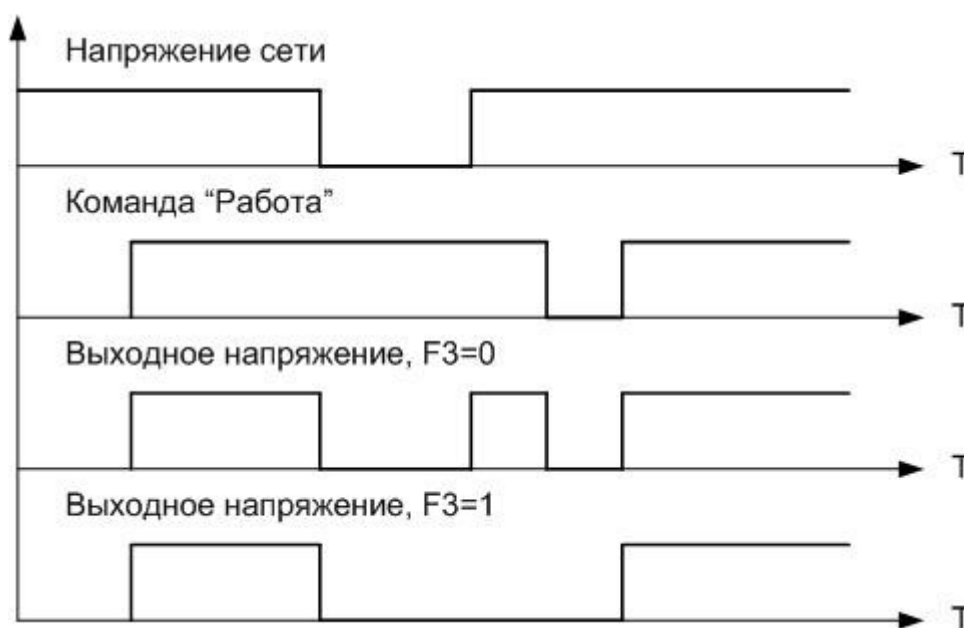 Напряжение сети
T
Команда “Работа”
T
Выходное напряжение, F3=0
T
Выходное напряжение, F3=1
T